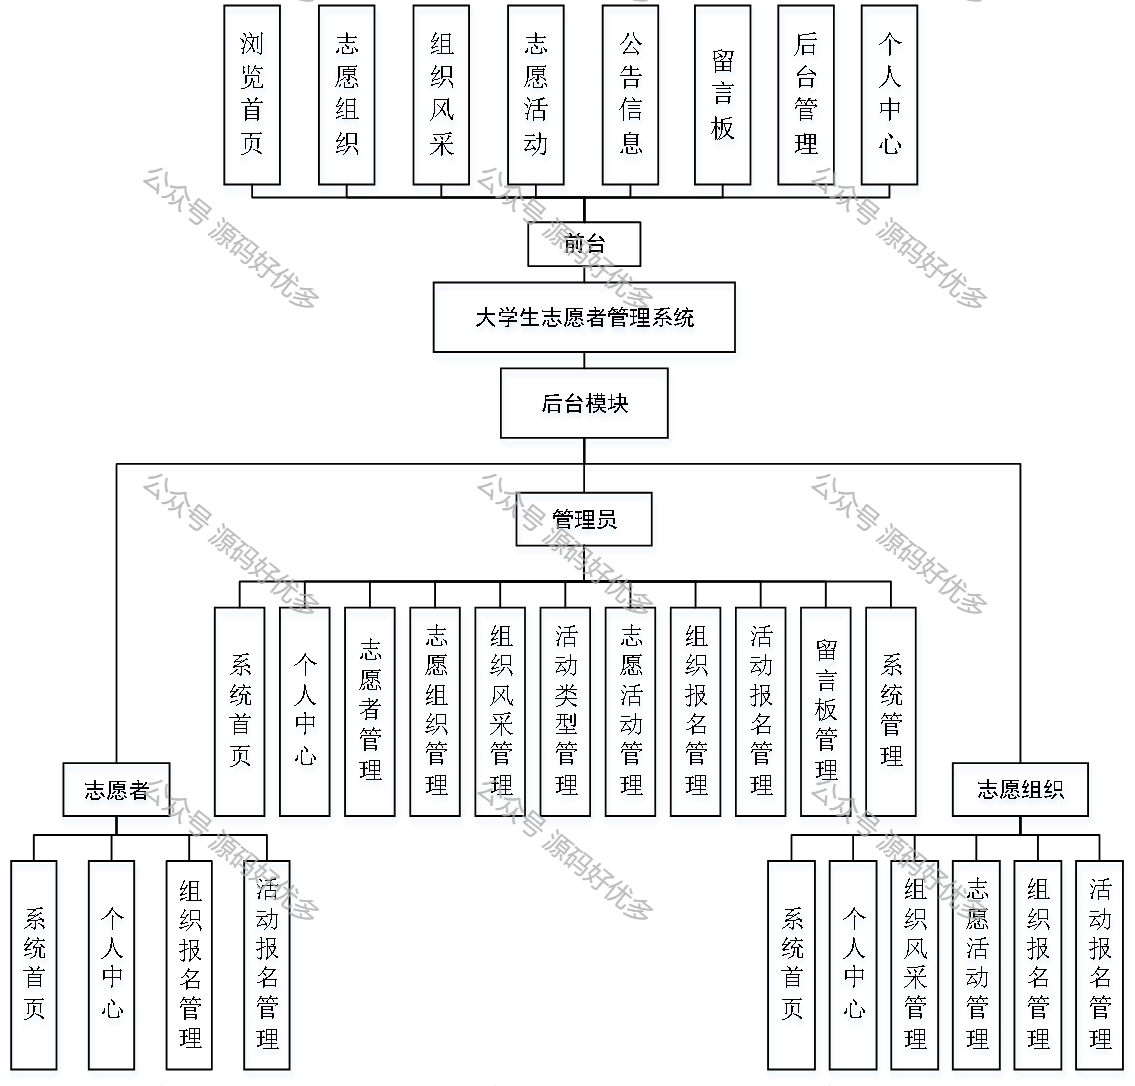 浏览首页
志愿组织
组织风采
志愿活动
公告信息
留言板
后台管理
个人中心
前台
大学生志愿者管理系统
后台模块
管理员
系统首页
个人中心
志愿者管理
志愿组织管理
组织风采管理
活动类型管理
志愿活动管理
组织报名管理
活动报名管理
留言板管理
系统管理
志愿者
志愿组织
系统首页
个人中心
组织报名管理
活动报名管理
系统首页
个人中心
组织风采管理
志愿活动管理
组织报名管理
活动报名管理
公众号 源码好优多
公众号 源码好优多
公众号 源码好优多
公众号 源码好优多
公众号 源码好优多
公众号 源码好优多
公众号 源码好优多
公众号 源码好优多
公众号 源码好优多